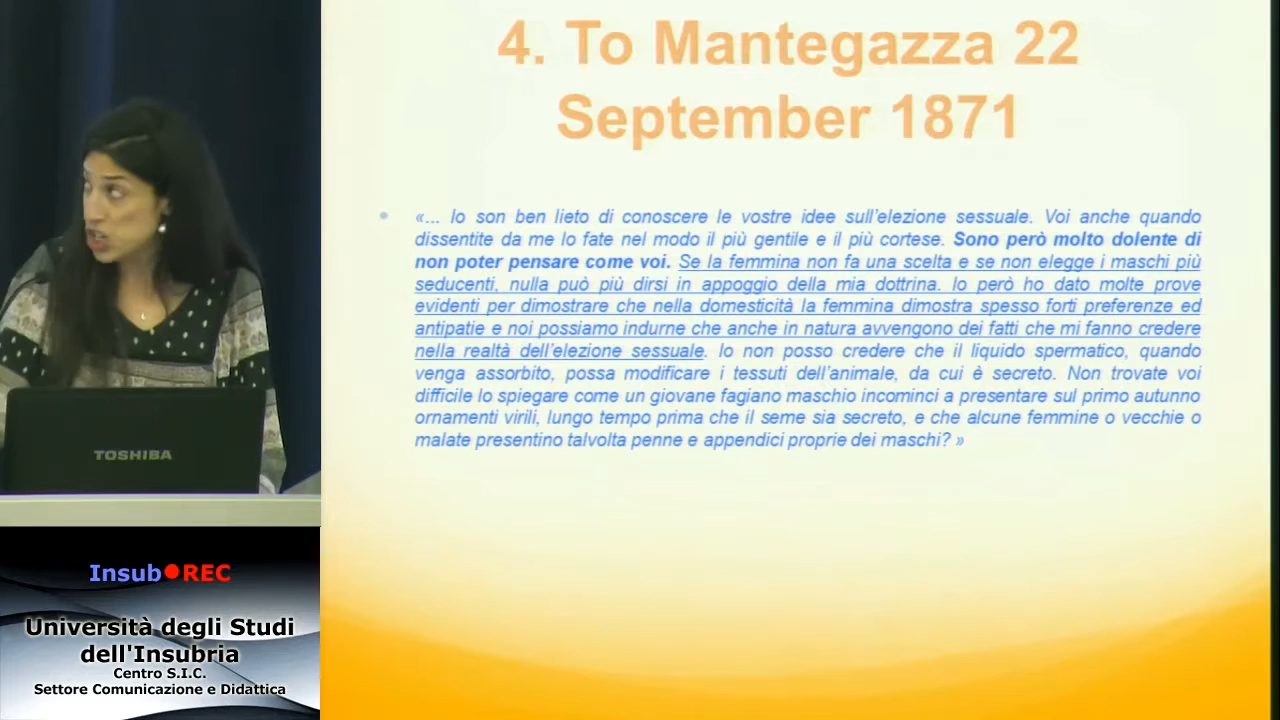 4. To Mantegazza 22
September 1871
• «... Io son ben lieto di conoscere le vostre idee sull'elezione sessuale. Voi anche quando
dissentite da me lo fate nel modo il più gentile e il più cortese. Sono però molto dolente di
non poter pensare come voi. Se la femmina non fa una scelta e se non elegge i maschi più
seducenti, nulla può più dirsi in appoggio della mia dottrina. Io però ho dato molte prove
evidenti per dimostrare che nella domesticità la femmina dimostra spesso forti preferenze ed
antipatie e noi possiamo indurne che anche in natura avvengono dei fatti che mi fanno credere
nella realtà dell'elezione sessuale. Io non posso credere che il liquido spermatico, quando
venga assorbito, possa modificare i tessuti dell'animale, da cui è secreto. Non trovate voi
difficile lo spiegare come un giovane fagiano maschio incominci a presentare sul primo autunno
ornamenti virili, lungo tempo prima che il seme sia secreto, e che alcune femmine o vecchie o
malate presentino talvolta penne e appendici proprie dei maschi? »
TOSHIBA
Insub●REC
Università degli Studi
dell'Insubria
Centro S.I.C.
Settore Comunicazione e Didattica